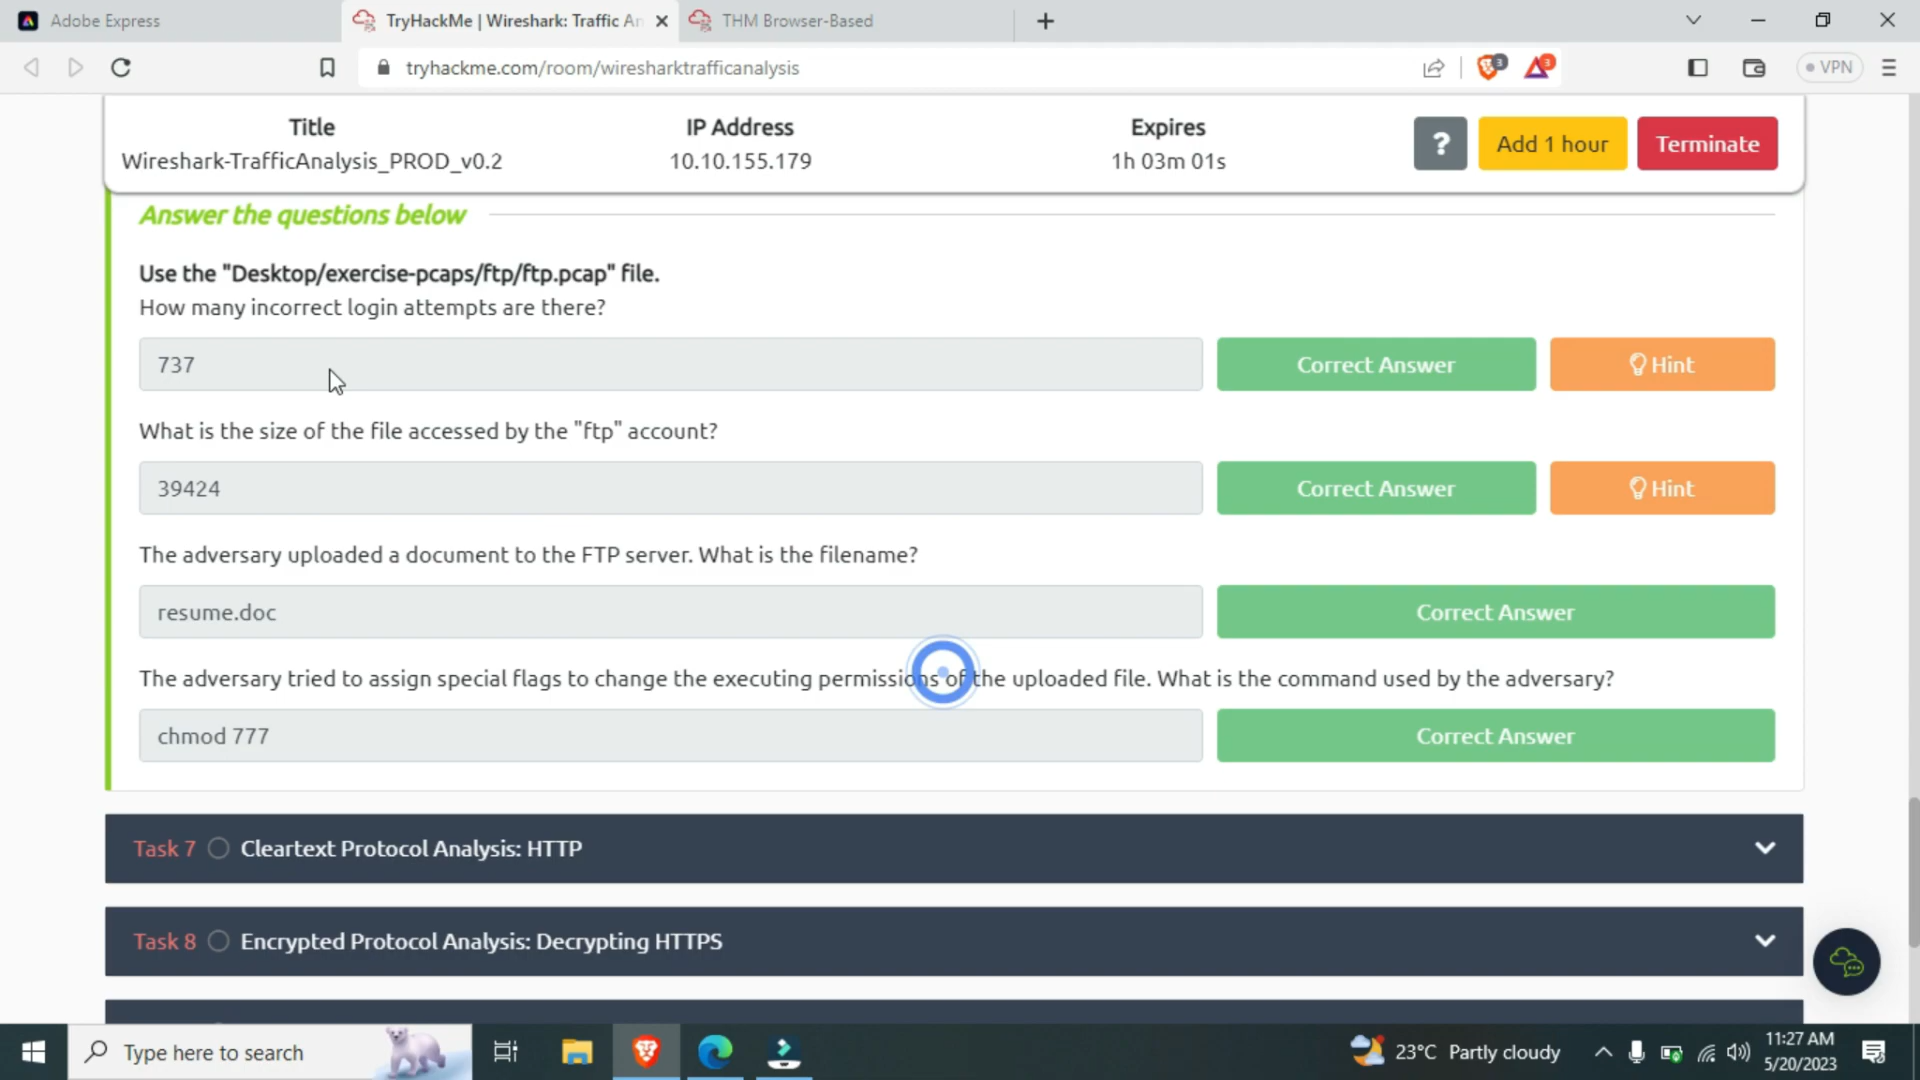 Adobe Express
TryHackMe | Wireshark: Traffic An
THM Browser-Based
tryhackme.com/room/wiresharktrafficanalysis
3
3
VPN
Title
IP Address
Expires
Wireshark-TrafficAnalysis_PROD_v0.2
10.10.155.179
1h 03m 01s
?
Add 1 hour
Terminate
Answer the questions below
Use the "Desktop/exercise-pcaps/ftp/ftp.pcap" file.
How many incorrect login attempts are there?
737
Correct Answer
Hint
What is the size of the file accessed by the "ftp" account?
39424
Correct Answer
Hint
The adversary uploaded a document to the FTP server. What is the filename?
resume.doc
Correct Answer
The adversary tried to assign special flags to change the executing permissions of the uploaded file. What is the command used by the adversary?
chmod 777
Correct Answer
Task 7
Cleartext Protocol Analysis: HTTP
Task 8
Encrypted Protocol Analysis: Decrypting HTTPS
Type here to search
23°C Partly cloudy
11:27 AM
5/20/2023